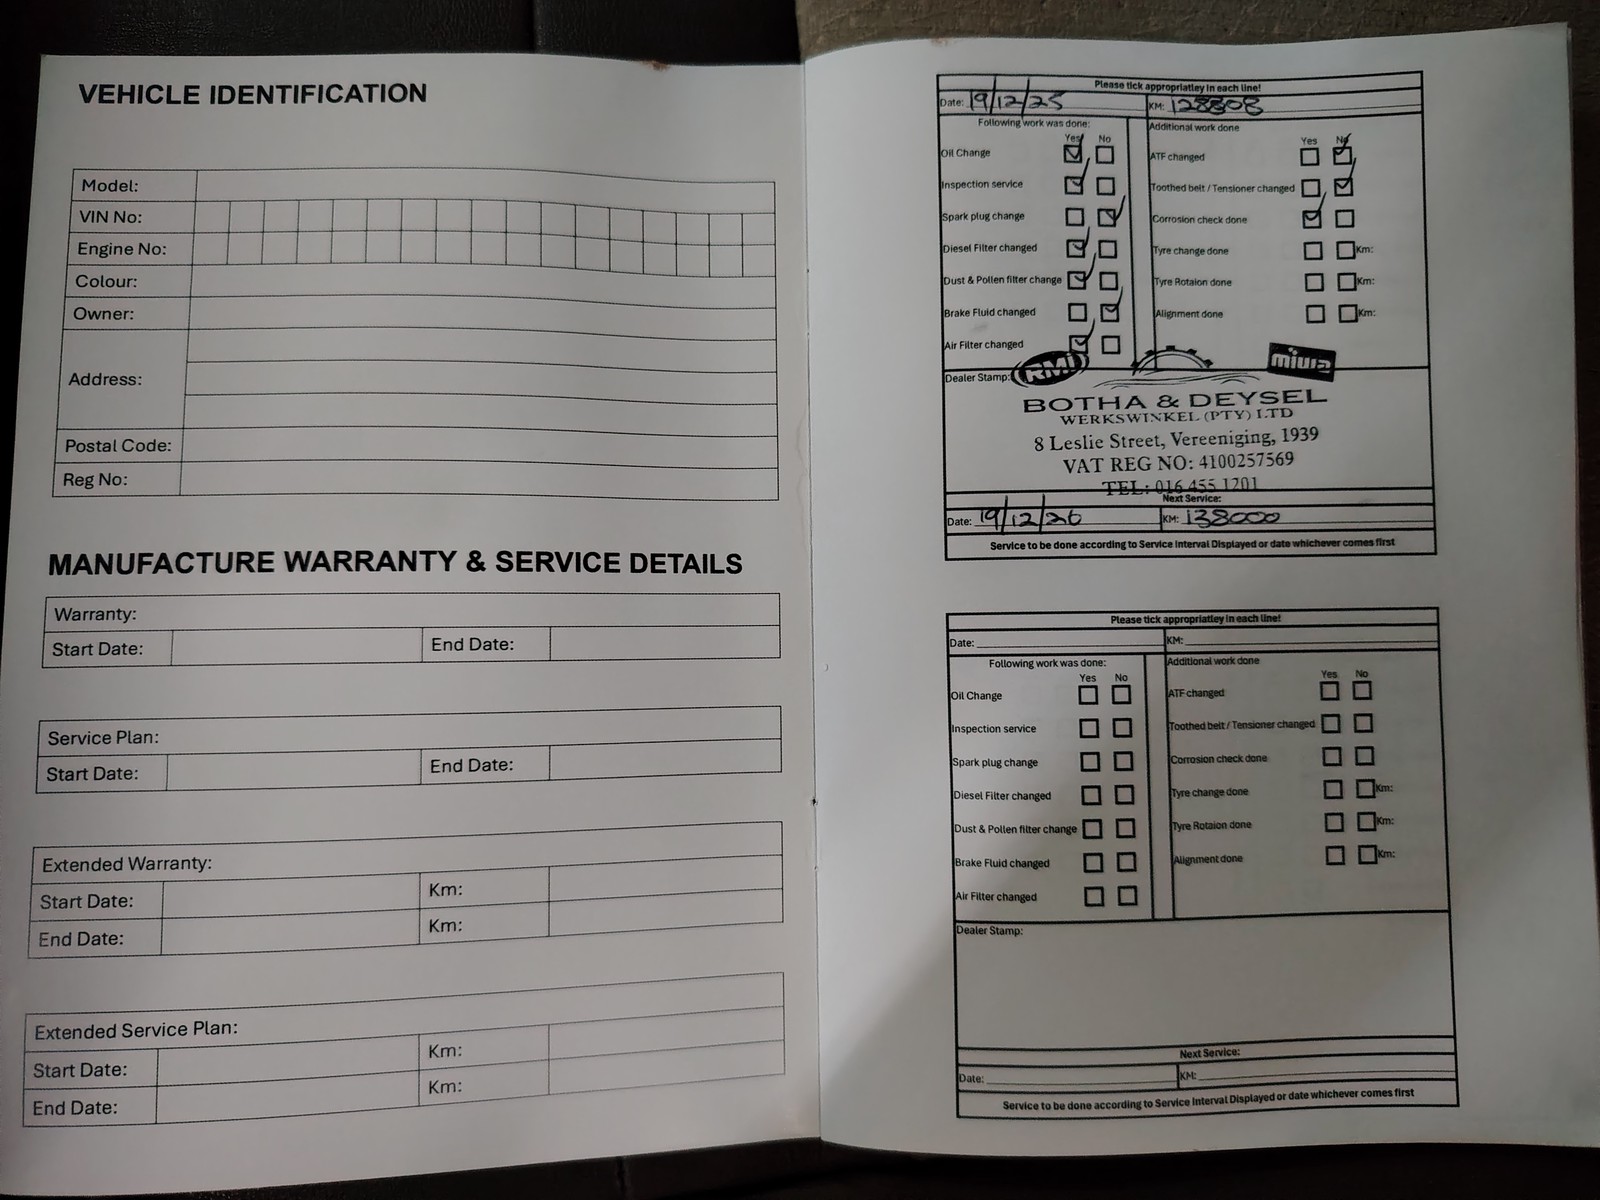 VEHICLE IDENTIFICATION
Model:
VIN No:
Engine No:
Colour:
Owner:
Address:
Postal Code:
Reg No:
MANUFACTURE WARRANTY & SERVICE DETAILS
Warranty:
Start Date: End Date:
Service Plan:
Start Date: End Date:
Extended Warranty:
Start Date: Km:
End Date: Km:
Extended Service Plan:
Start Date: Km:
End Date: Km:
Please tick appropriatley in each line!
Date: 19/12/25 KM: 128808
Following work was done: Additional work done
Yes No Yes No
Oil Change ATF changed
Inspection service Toothed belt / Tensioner changed
Spark plug change Corrosion check done
Diesel Filter changed Tyre change done Km:
Dust & Pollen filter change Tyre Rotaion done Km:
Brake Fluid changed Alignment done Km:
Air Filter changed
Dealer Stamp: RMI miwa
BOTHA & DEYSEL
WERKSWINKEL (PTY) LTD
8 Leslie Street, Vereeniging, 1939
VAT REG NO: 4100257569
TEL: 016 455 1201
Next Service:
Date: 19/12/26 KM: 138000
Service to be done according to Service Interval Displayed or date whichever comes first
Please tick appropriatley in each line!
Date: KM:
Following work was done: Additional work done
Yes No Yes No
Oil Change ATF changed
Inspection service Toothed belt / Tensioner changed
Spark plug change Corrosion check done
Diesel Filter changed Tyre change done Km:
Dust & Pollen filter change Tyre Rotaion done Km:
Brake Fluid changed Alignment done Km:
Air Filter changed
Dealer Stamp:
Next Service:
Date: KM:
Service to be done according to Service Interval Displayed or date whichever comes first